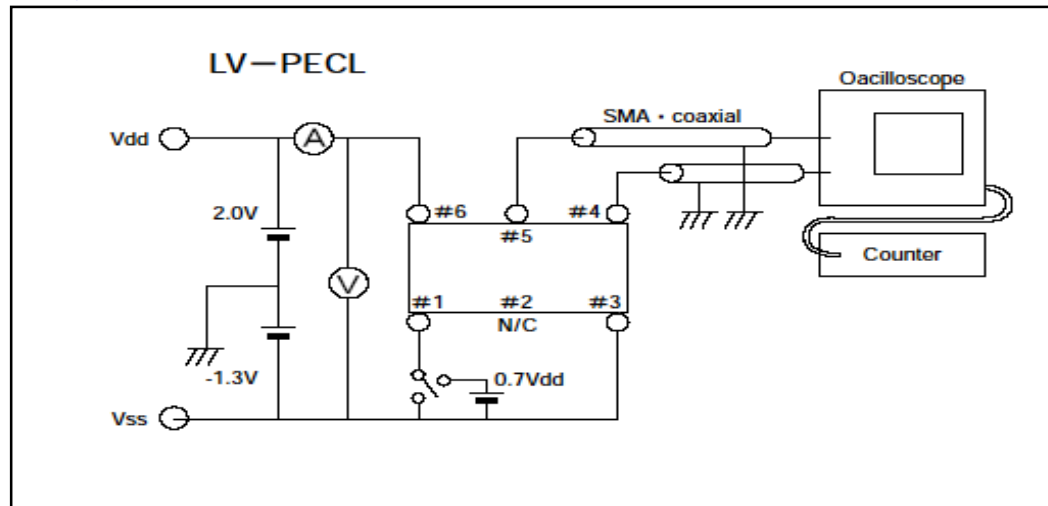 LV-PECL
Oacilloscope
SMA・coaxial
Vdd
A
2.0V
#6
#4
#5
Counter
V
#1
#2
#3
N/C
-1.3V
0.7Vdd
Vss